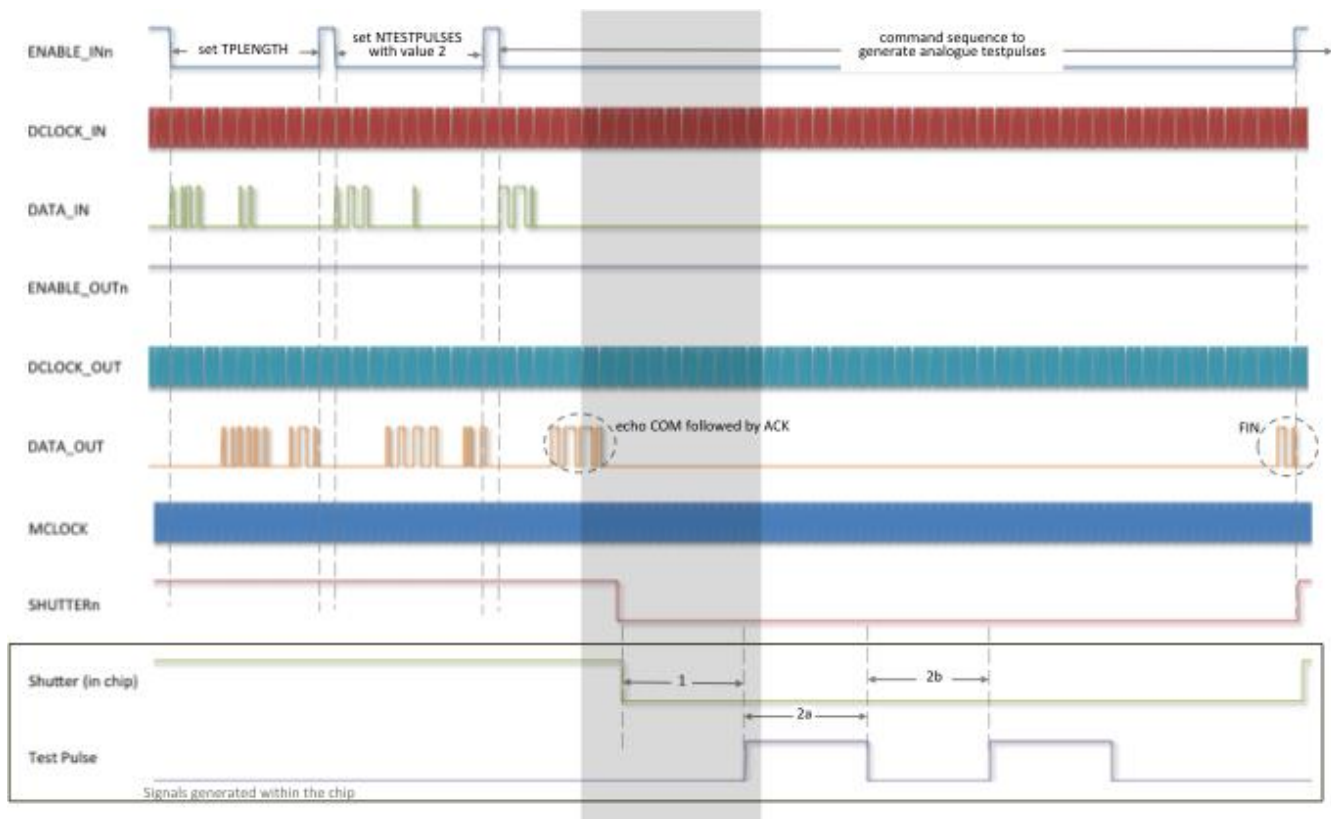 ENABLE_INn
set TPLENGTH
set NTESTPULSES
with value 2
command sequence to
generate analogue testpulses
DCLOCK_IN
DATA_IN
ENABLE_OUTn
DCLOCK_OUT
DATA_OUT
echo COM followed by ACK
FIN
MCLOCK
SHUTTERn
Shutter (in chip)
1
2b
2a
Test Pulse
Signals generated within the chip